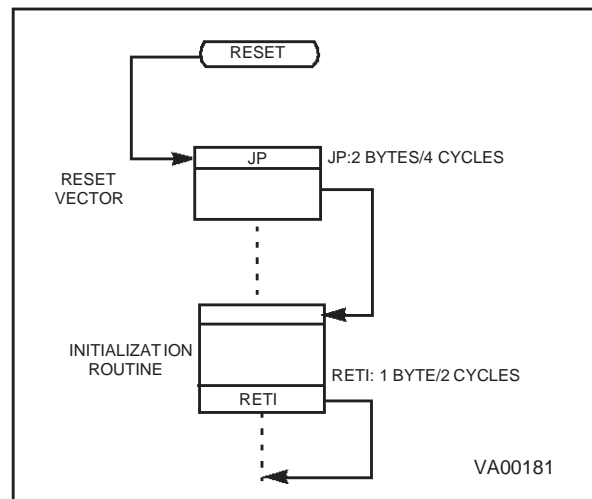 RESET
JP
JP:2 BYTES/4 CYCLES
RESET
VECTOR
INITIALIZATION
ROUTINE
RETI: 1 BYTE/2 CYCLES
RETI
VA00181